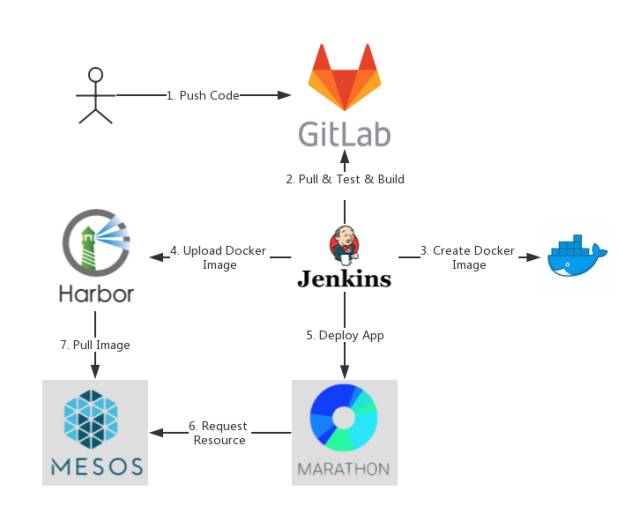 1. Push Code
GitLab
2. Pull & Test & Build
4. Upload Docker
Image
Jenkins
3. Create Docker
Image
Harbor
7. Pull Image
5. Deploy App
6. Request
Resource
MESOS
MARATHON